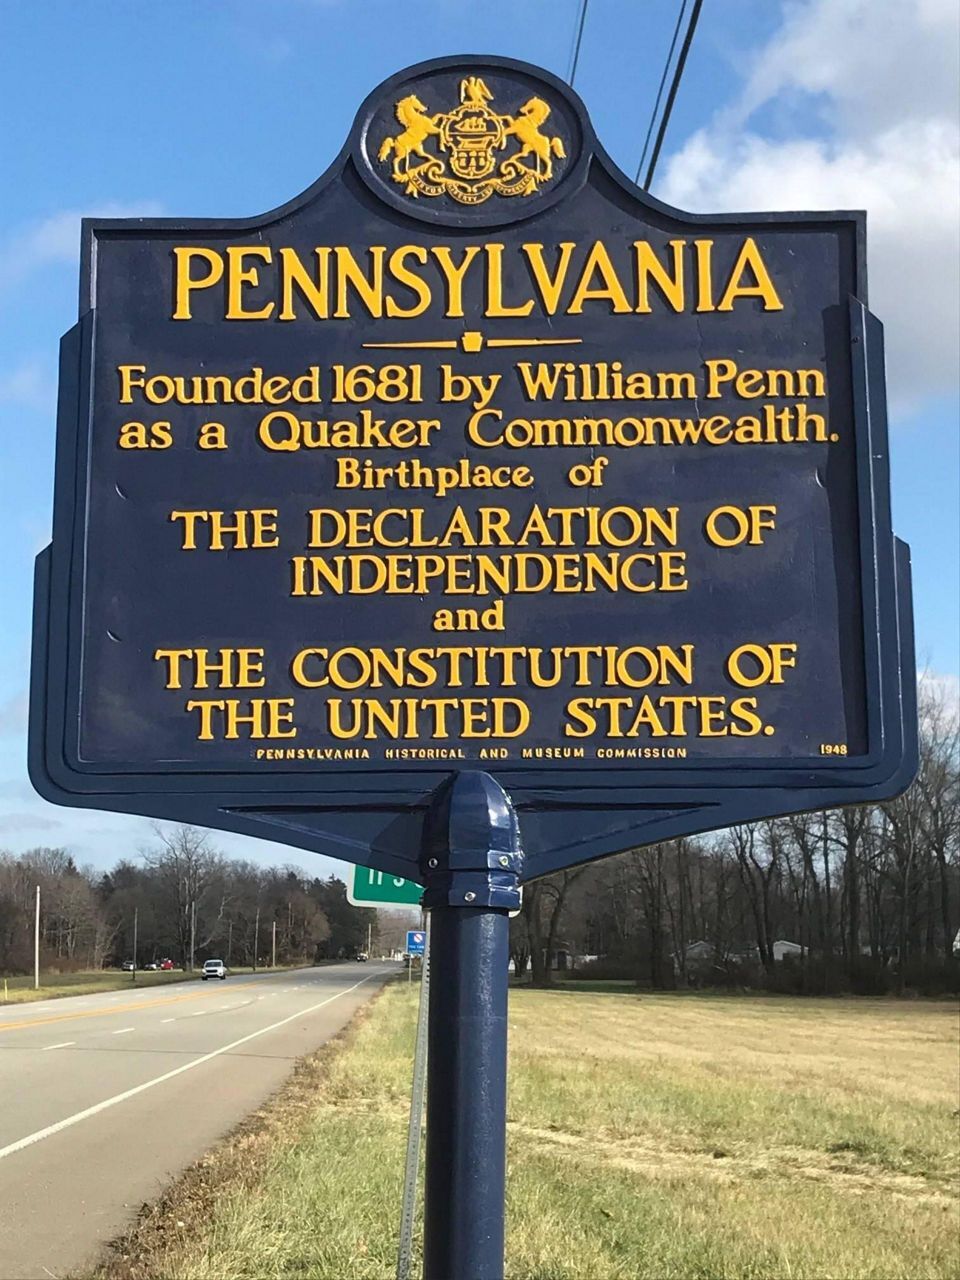 PENNSYLVANIA
Founded 1681 by William Penn
as a Quaker Commonwealth.
Birthplace of
THE DECLARATION OF
INDEPENDENCE
and
THE CONSTITUTION OF
THE UNITED STATES.
PENNSYLVANIA HISTORICAL AND MUSEUM COMMISSION 1948